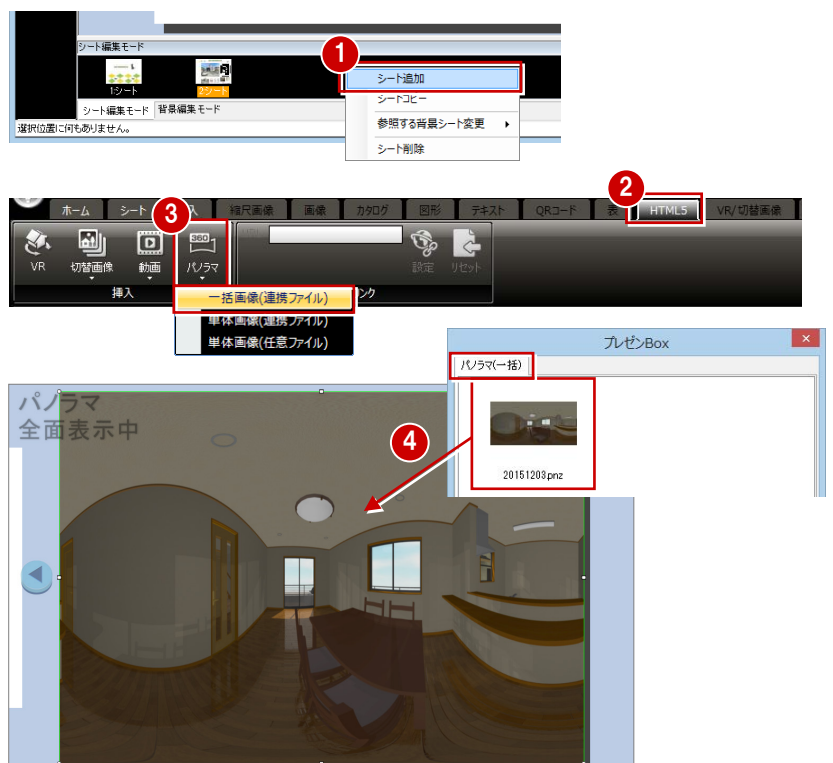 シート編集モード
1
1シート
2シート
シート追加
シートコピー
参照する背景シート変更
シート削除
シート編集モード 背景編集モード
選択位置に何もありません。
2
3
ホーム シート 入 縮尺画像 画像 カタログ 図形 テキスト QRコード 表 HTML5 VR/切替画像
VR 切替画像 動画 パノラマ 設定 リセット
360
挿入 ンク
一括画像(連携ファイル)
単体画像(連携ファイル)
単体画像(任意ファイル)
プレゼンBox
パノラマ(一括)
20151203.pnz
パノラマ
全面表示中
4